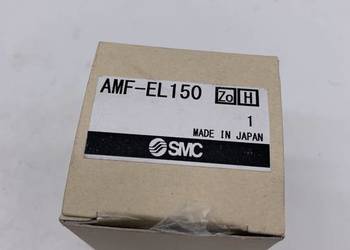 AMF-EL150 Zo H
1
MADE IN JAPAN
SMC